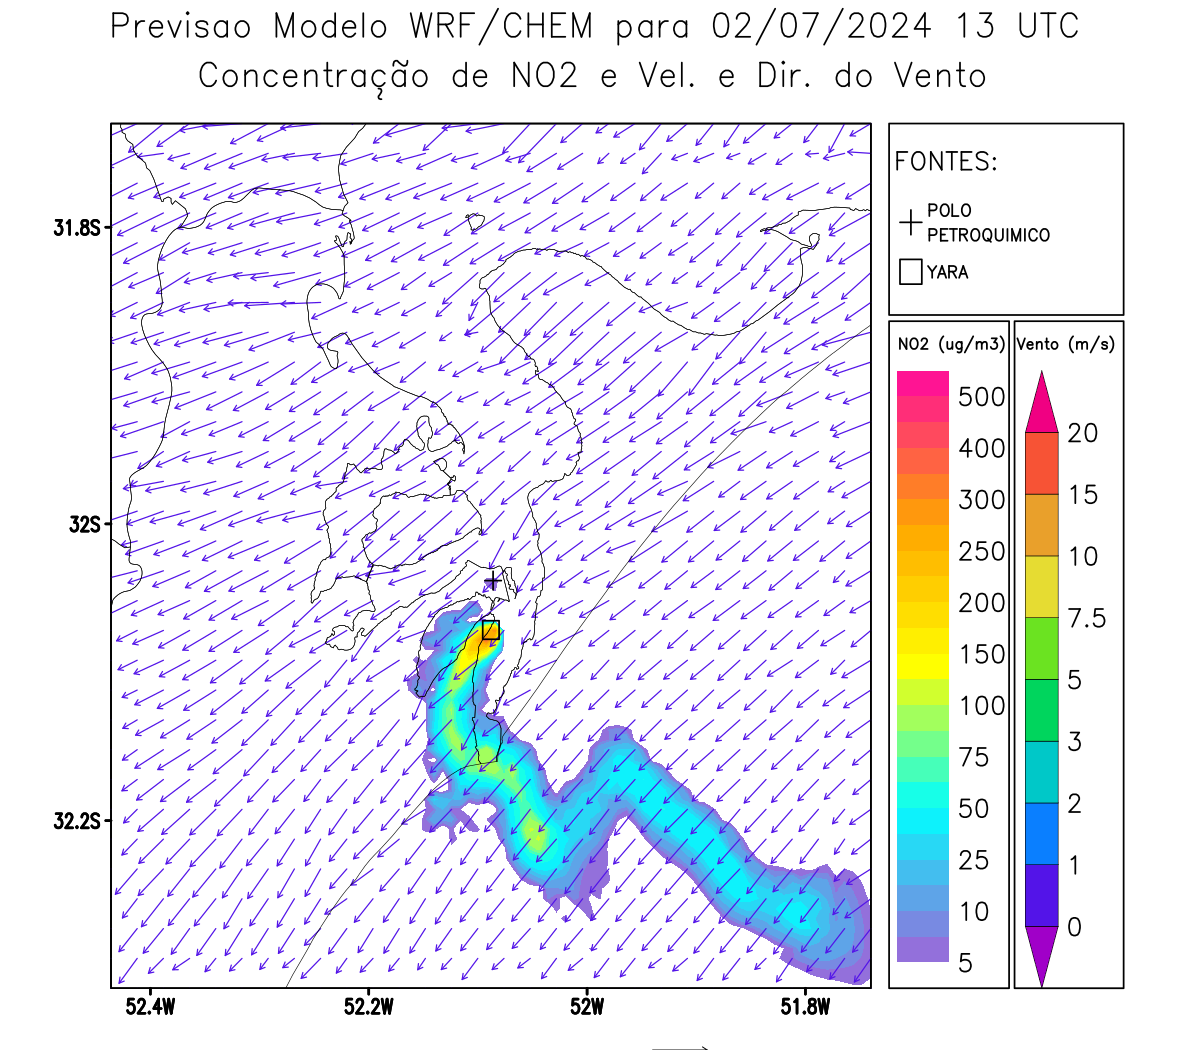 Previsao Modelo WRF/CHEM para 02/07/2024 13 UTC
Concentração de NO2 e Vel. e Dir. do Vento
FONTES:
POLO
PETROQUIMICO
YARA
NO2 (ug/m3)
500
400
300
250
200
150
100
75
50
25
10
5
Vento (m/s)
20
15
10
7.5
5
3
2
1
0
31.8S
32S
32.2S
52.4W
52.2W
52W
51.8W